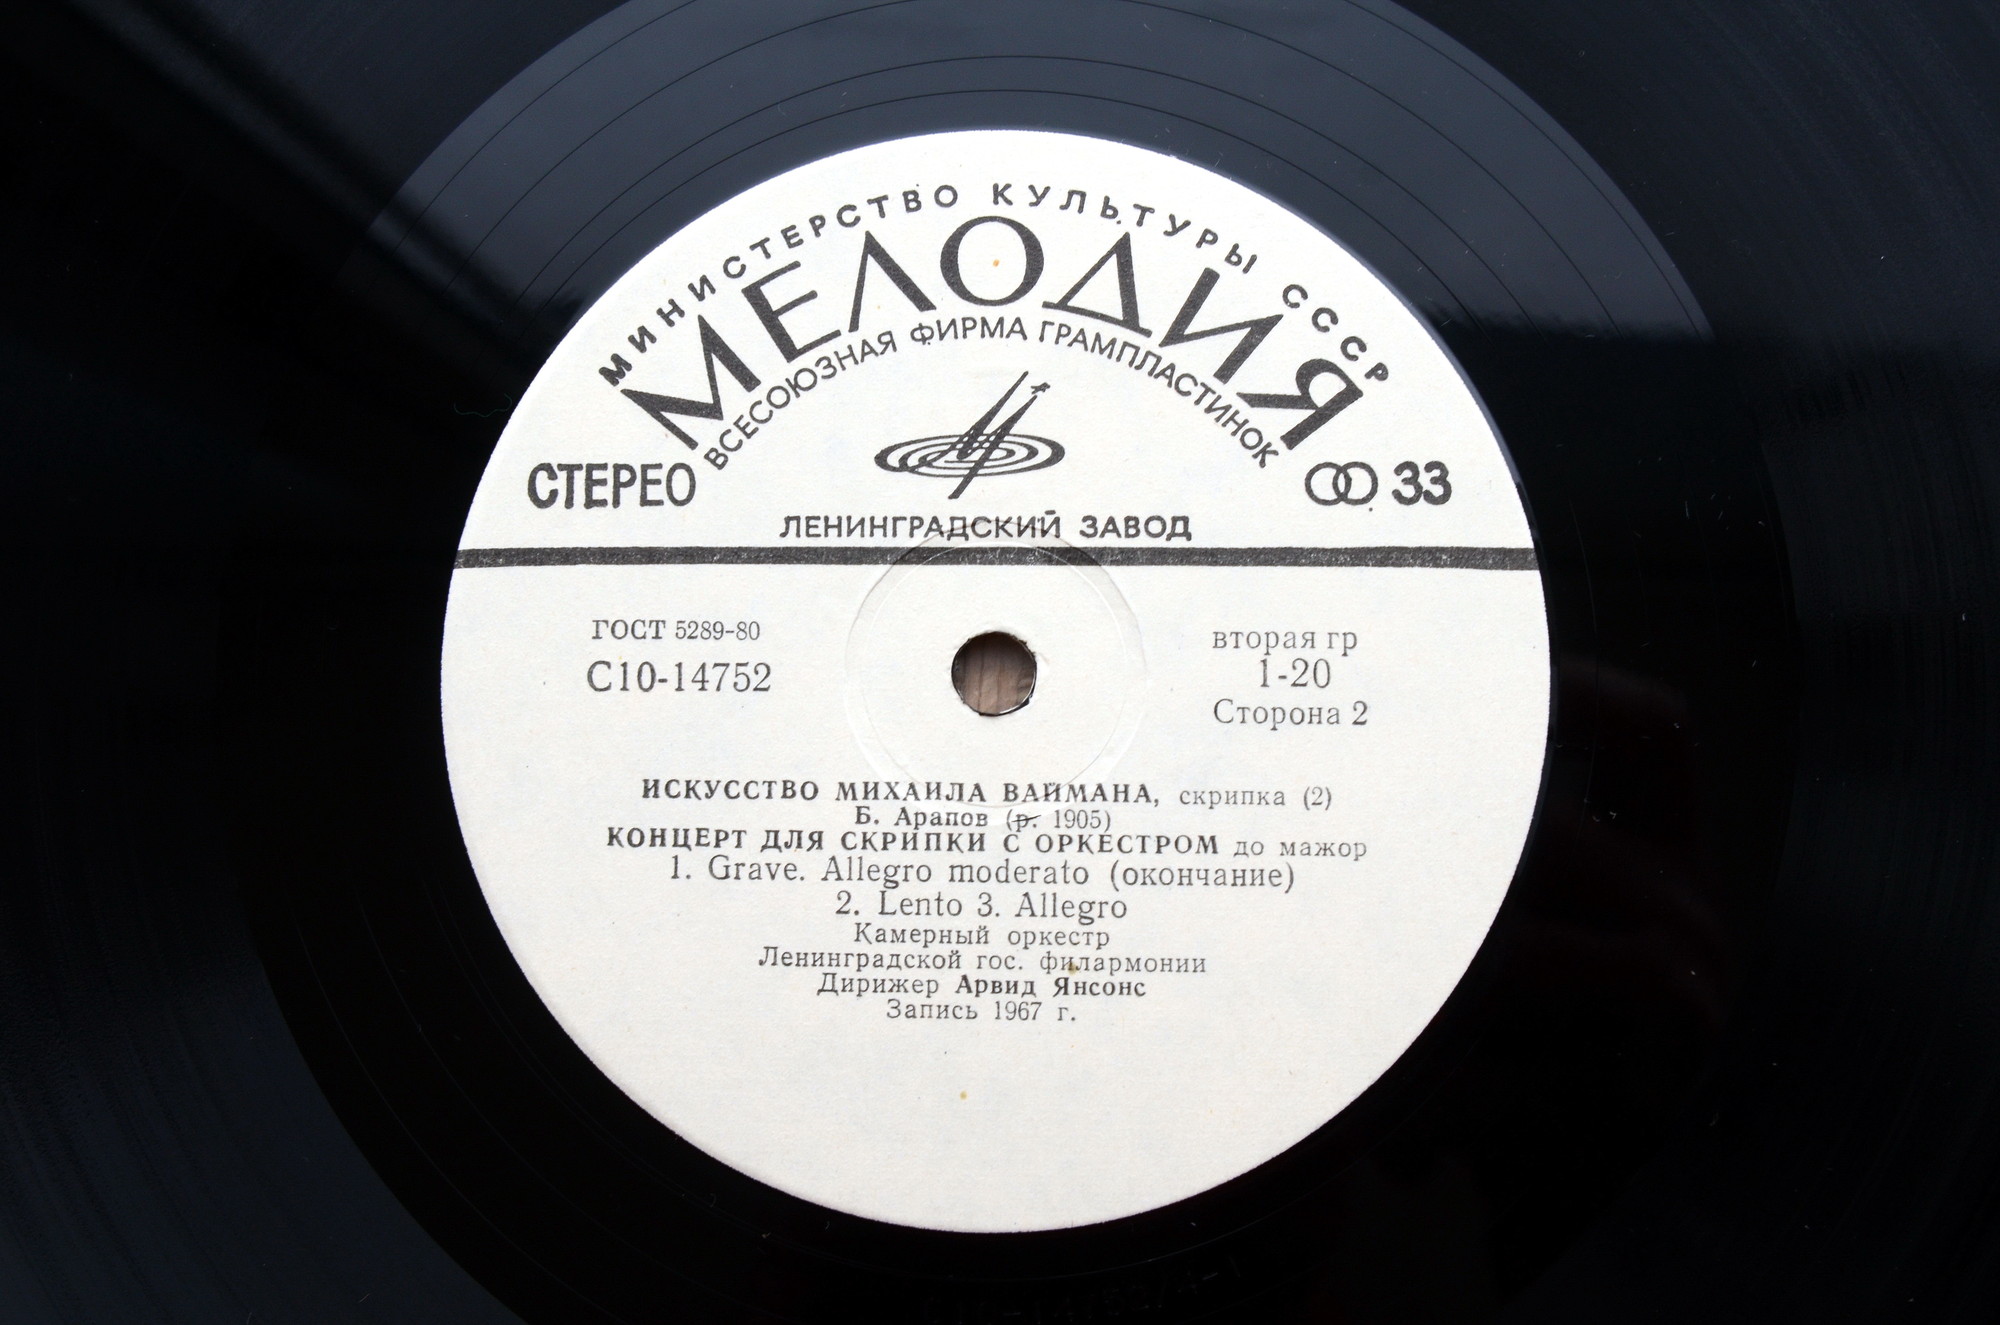 МИНИСТЕРСТВО КУЛЬТУРЫ СССР
МЕЛОДИЯ
ВСЕСОЮЗНАЯ ФИРМА ГРАМПЛАСТИНОК
СТЕРЕО
33
ЛЕНИНГРАДСКИЙ ЗАВОД
ГОСТ 5289-80
С10-14752
вторая гр
1-20
Сторона 2
ИСКУССТВО МИХАИЛА ВАЙМАНА, скрипка (2)
Б. Арапов (р. 1905)
КОНЦЕРТ ДЛЯ СКРИПКИ С ОРКЕСТРОМ до мажор
1. Grave. Allegro moderato (окончание)
2. Lento 3. Allegro
Камерный оркестр
Ленинградской гос. филармонии
Дирижер Арвид Янсонс
Запись 1967 г.